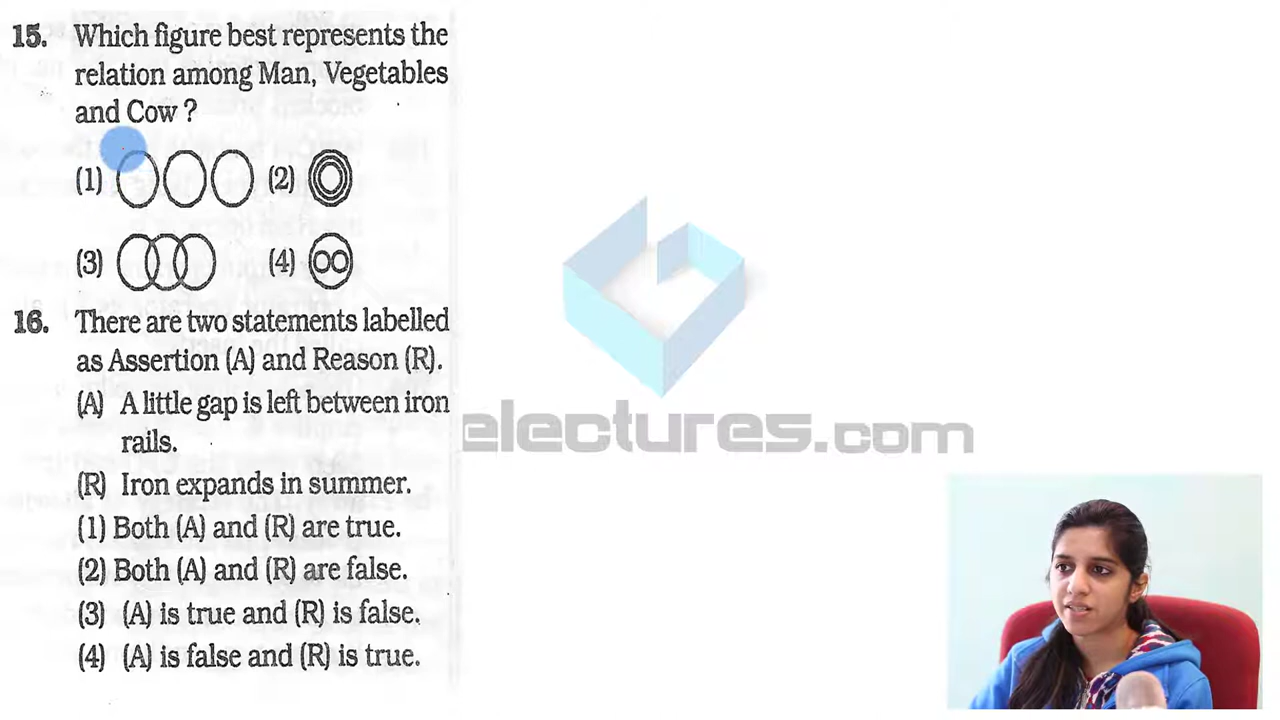 15. Which figure best represents the
relation among Man, Vegetables
and Cow ?
(1) (2)
(3) (4)
16. There are two statements labelled
as Assertion (A) and Reason (R).
(A) A little gap is left between iron
rails.
(R) Iron expands in summer.
(1) Both (A) and (R) are true.
(2) Both (A) and (R) are false.
(3) (A) is true and (R) is false.
(4) (A) is false and (R) is true.
electures.com